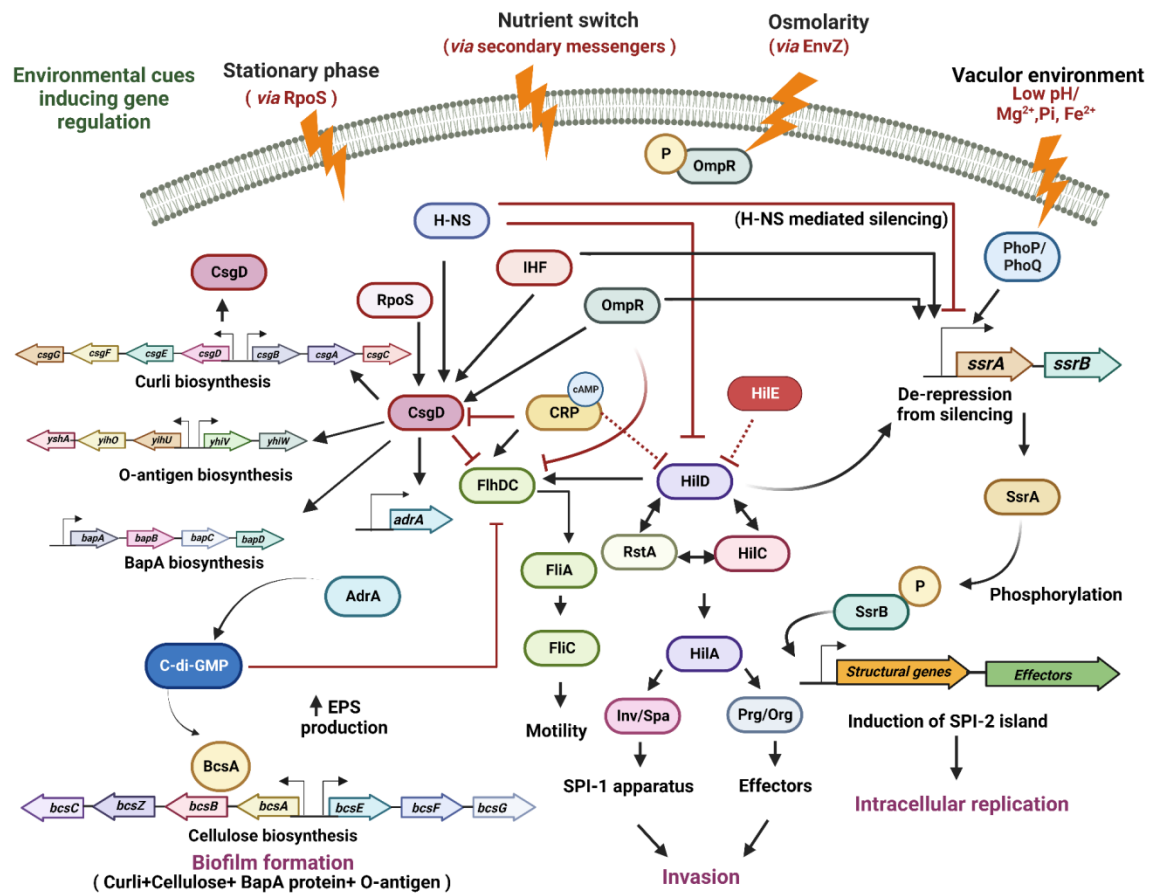 Nutrient switch
(via secondary messengers )
Osmolarity
(via EnvZ)
Environmental cues
inducing gene
regulation
Stationary phase
( via RpoS)
Vaculor environment
Low pH/
Mg²⁺,Pi, Fe²⁺
P
OmpR
H-NS
(H-NS mediated silencing)
PhoP/
PhoQ
CsgD
IHF
RpoS
OmpR
csgG
csgF
csgE
csgD
csgB
csgA
csgC
Curli biosynthesis
ssrA
ssrB
De-repression
from silencing
cAMP
CRP
HilE
CsgD
yshA
yihO
yihU
yhiV
yhiW
O-antigen biosynthesis
FlhDC
HilD
SsrA
adrA
bapA
bapB
bapC
bapD
BapA biosynthesis
RstA
HilC
FliA
AdrA
P
SsrB
Phosphorylation
C-di-GMP
FliC
HilA
Structural genes
Effectors
EPS
production
Motility
Inv/Spa
Prg/Org
Induction of SPI-2 island
BcsA
SPI-1 apparatus
Effectors
Intracellular replication
bcsC
bcsZ
bcsB
bcsA
bcsE
bcsF
bcsG
Cellulose biosynthesis
Biofilm formation
( Curli+Cellulose+ BapA protein+ O-antigen )
Invasion